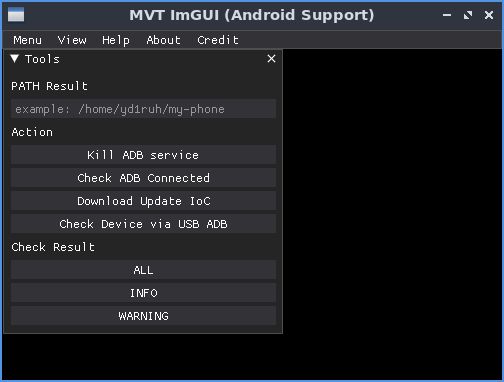 MVT ImGUI (Android Support)
Menu View Help About Credit
Tools
PATH Result
example: /home/yd1ruh/my-phone
Action
Kill ADB service
Check ADB Connected
Download Update IoC
Check Device via USB ADB
Check Result
ALL
INFO
WARNING